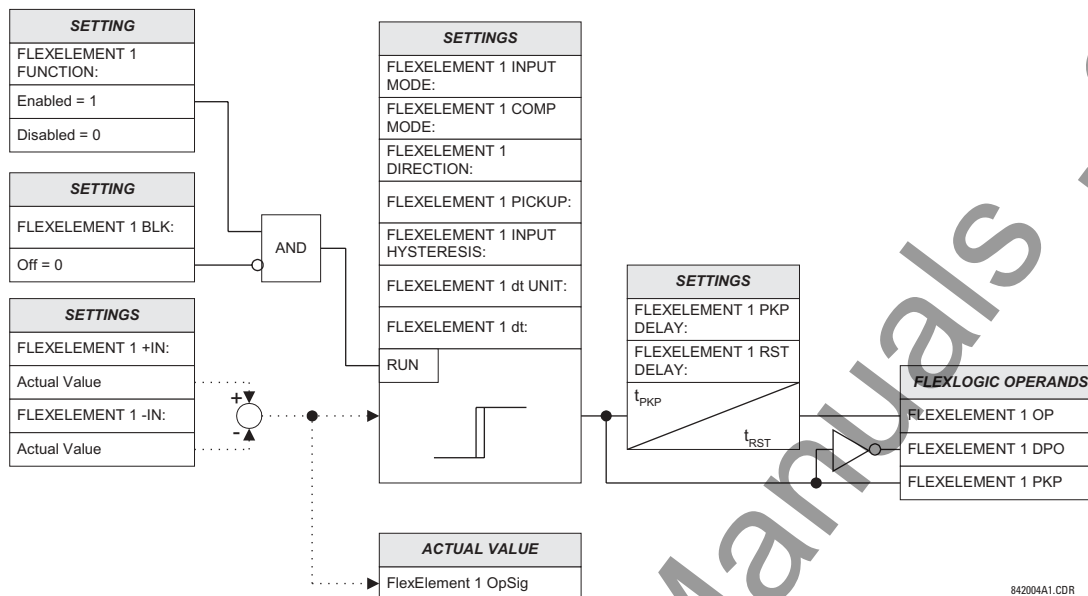 SETTING
FLEXELEMENT 1
FUNCTION:
Enabled = 1
Disabled = 0
SETTING
FLEXELEMENT 1 BLK:
Off = 0
SETTINGS
FLEXELEMENT 1 +IN:
Actual Value
FLEXELEMENT 1 -IN:
Actual Value
AND
+
-
SETTINGS
FLEXELEMENT 1 INPUT
MODE:
FLEXELEMENT 1 COMP
MODE:
FLEXELEMENT 1
DIRECTION:
FLEXELEMENT 1 PICKUP:
FLEXELEMENT 1 INPUT
HYSTERESIS:
FLEXELEMENT 1 dt UNIT:
FLEXELEMENT 1 dt:
RUN
ACTUAL VALUE
FlexElement 1 OpSig
SETTINGS
FLEXELEMENT 1 PKP
DELAY:
FLEXELEMENT 1 RST
DELAY:
tPKP
tRST
FLEXLOGIC OPERANDS
FLEXELEMENT 1 OP
FLEXELEMENT 1 DPO
FLEXELEMENT 1 PKP
842004A1.CDR
Manuals